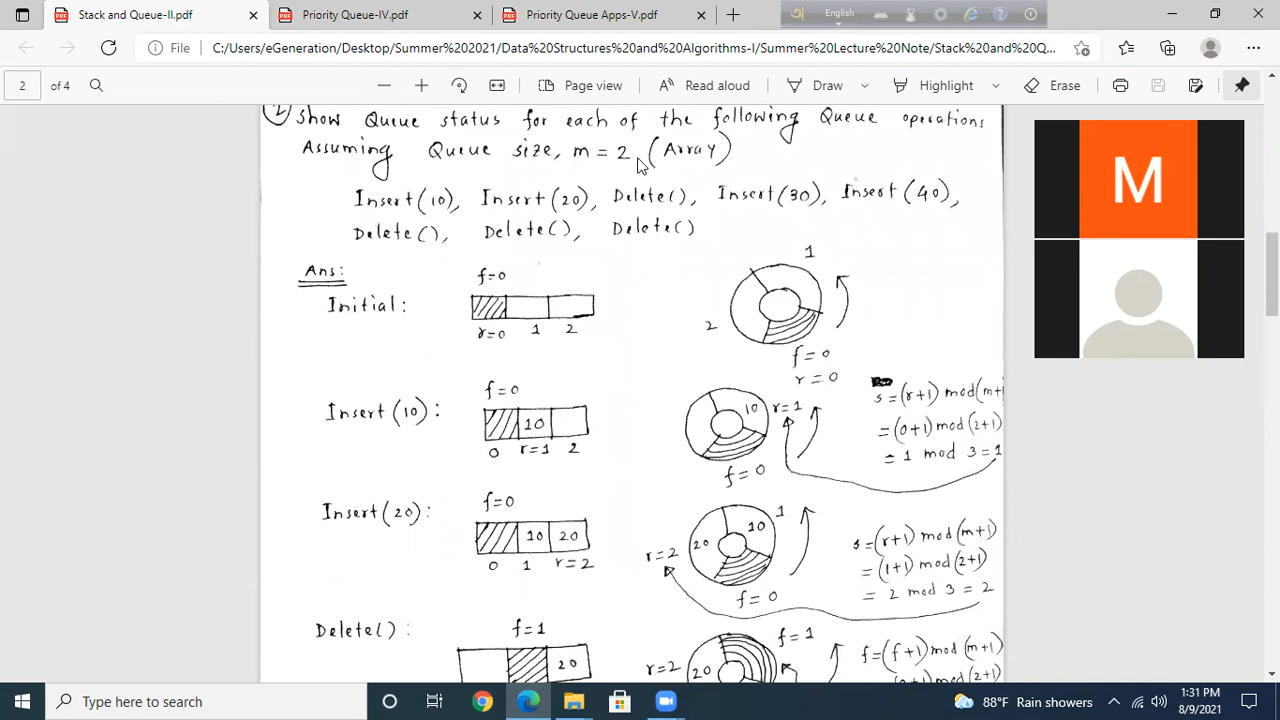 Stack and Queue-II.pdf
Priority Queue-IV.pdf
Priority Queue Apps-V.pdf
English
File
C:/Users/eGeneration/Desktop/Summer%202021/Data%20Structures%20and%20Algorithms-I/Summer%20Lecture%20Note/Stack%20and%20Q...
2 of 4
Page view
Read aloud
Draw
Highlight
Erase
Show Queue status for each of the following Queue operations
Assuming Queue size, m = 2 (Array)
Insert(10), Insert(20), Delete(), Insert(30), Insert(40),
Delete(), Delete(), Delete()
Ans:
Initial:
f=0
r=0 1 2
1
2
f=0
r=0
Insert(10):
f=0
10
0 r=1 2
10 r=1
f=0
s=(r+1) mod(m+1
=(0+1) mod(2+1)
= 1 mod 3 = 1
Insert(20):
f=0
10 20
0 1 r=2
1
10
20
r=2
f=0
s=(r+1) mod(m+1)
=(1+1) mod(2+1)
= 2 mod 3 = 2
Delete():
f=1
20
f=1
r=2 20
f=(f+1) mod(m+1)
M
Type here to search
88°F Rain showers
1:31 PM
8/9/2021